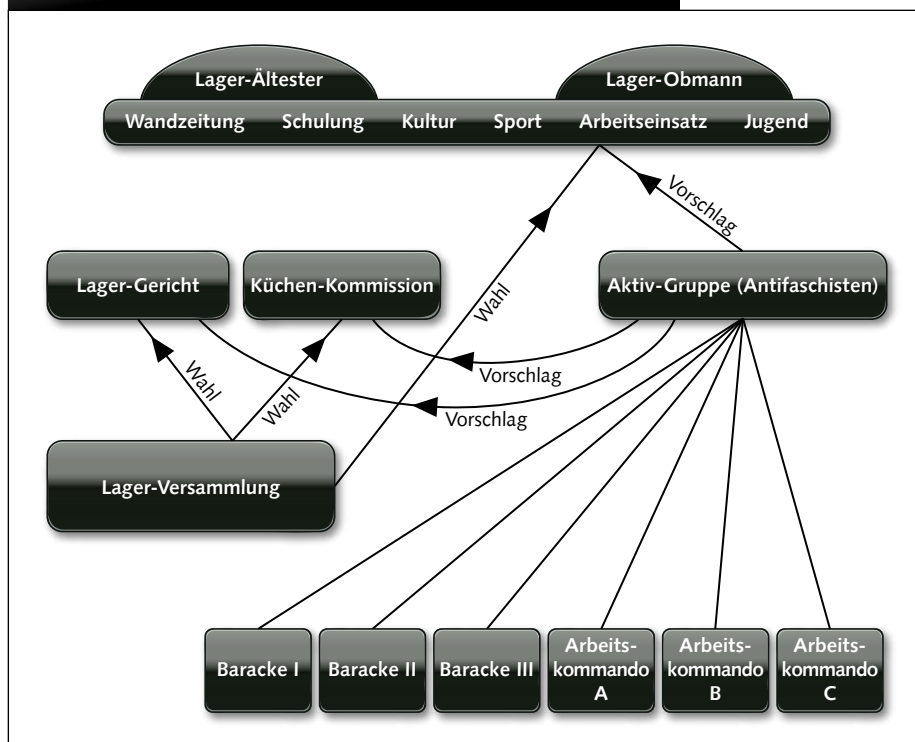 Lager-Ältester
Lager-Obmann
Wandzeitung Schulung Kultur Sport Arbeitseinsatz Jugend
Vorschlag
Lager-Gericht
Küchen-Kommission
Aktiv-Gruppe (Antifaschisten)
Wahl
Vorschlag
Wahl
Wahl
Vorschlag
Lager-Versammlung
Baracke I
Baracke II
Baracke III
Arbeits-
kommando
A
Arbeits-
kommando
B
Arbeits-
kommando
C